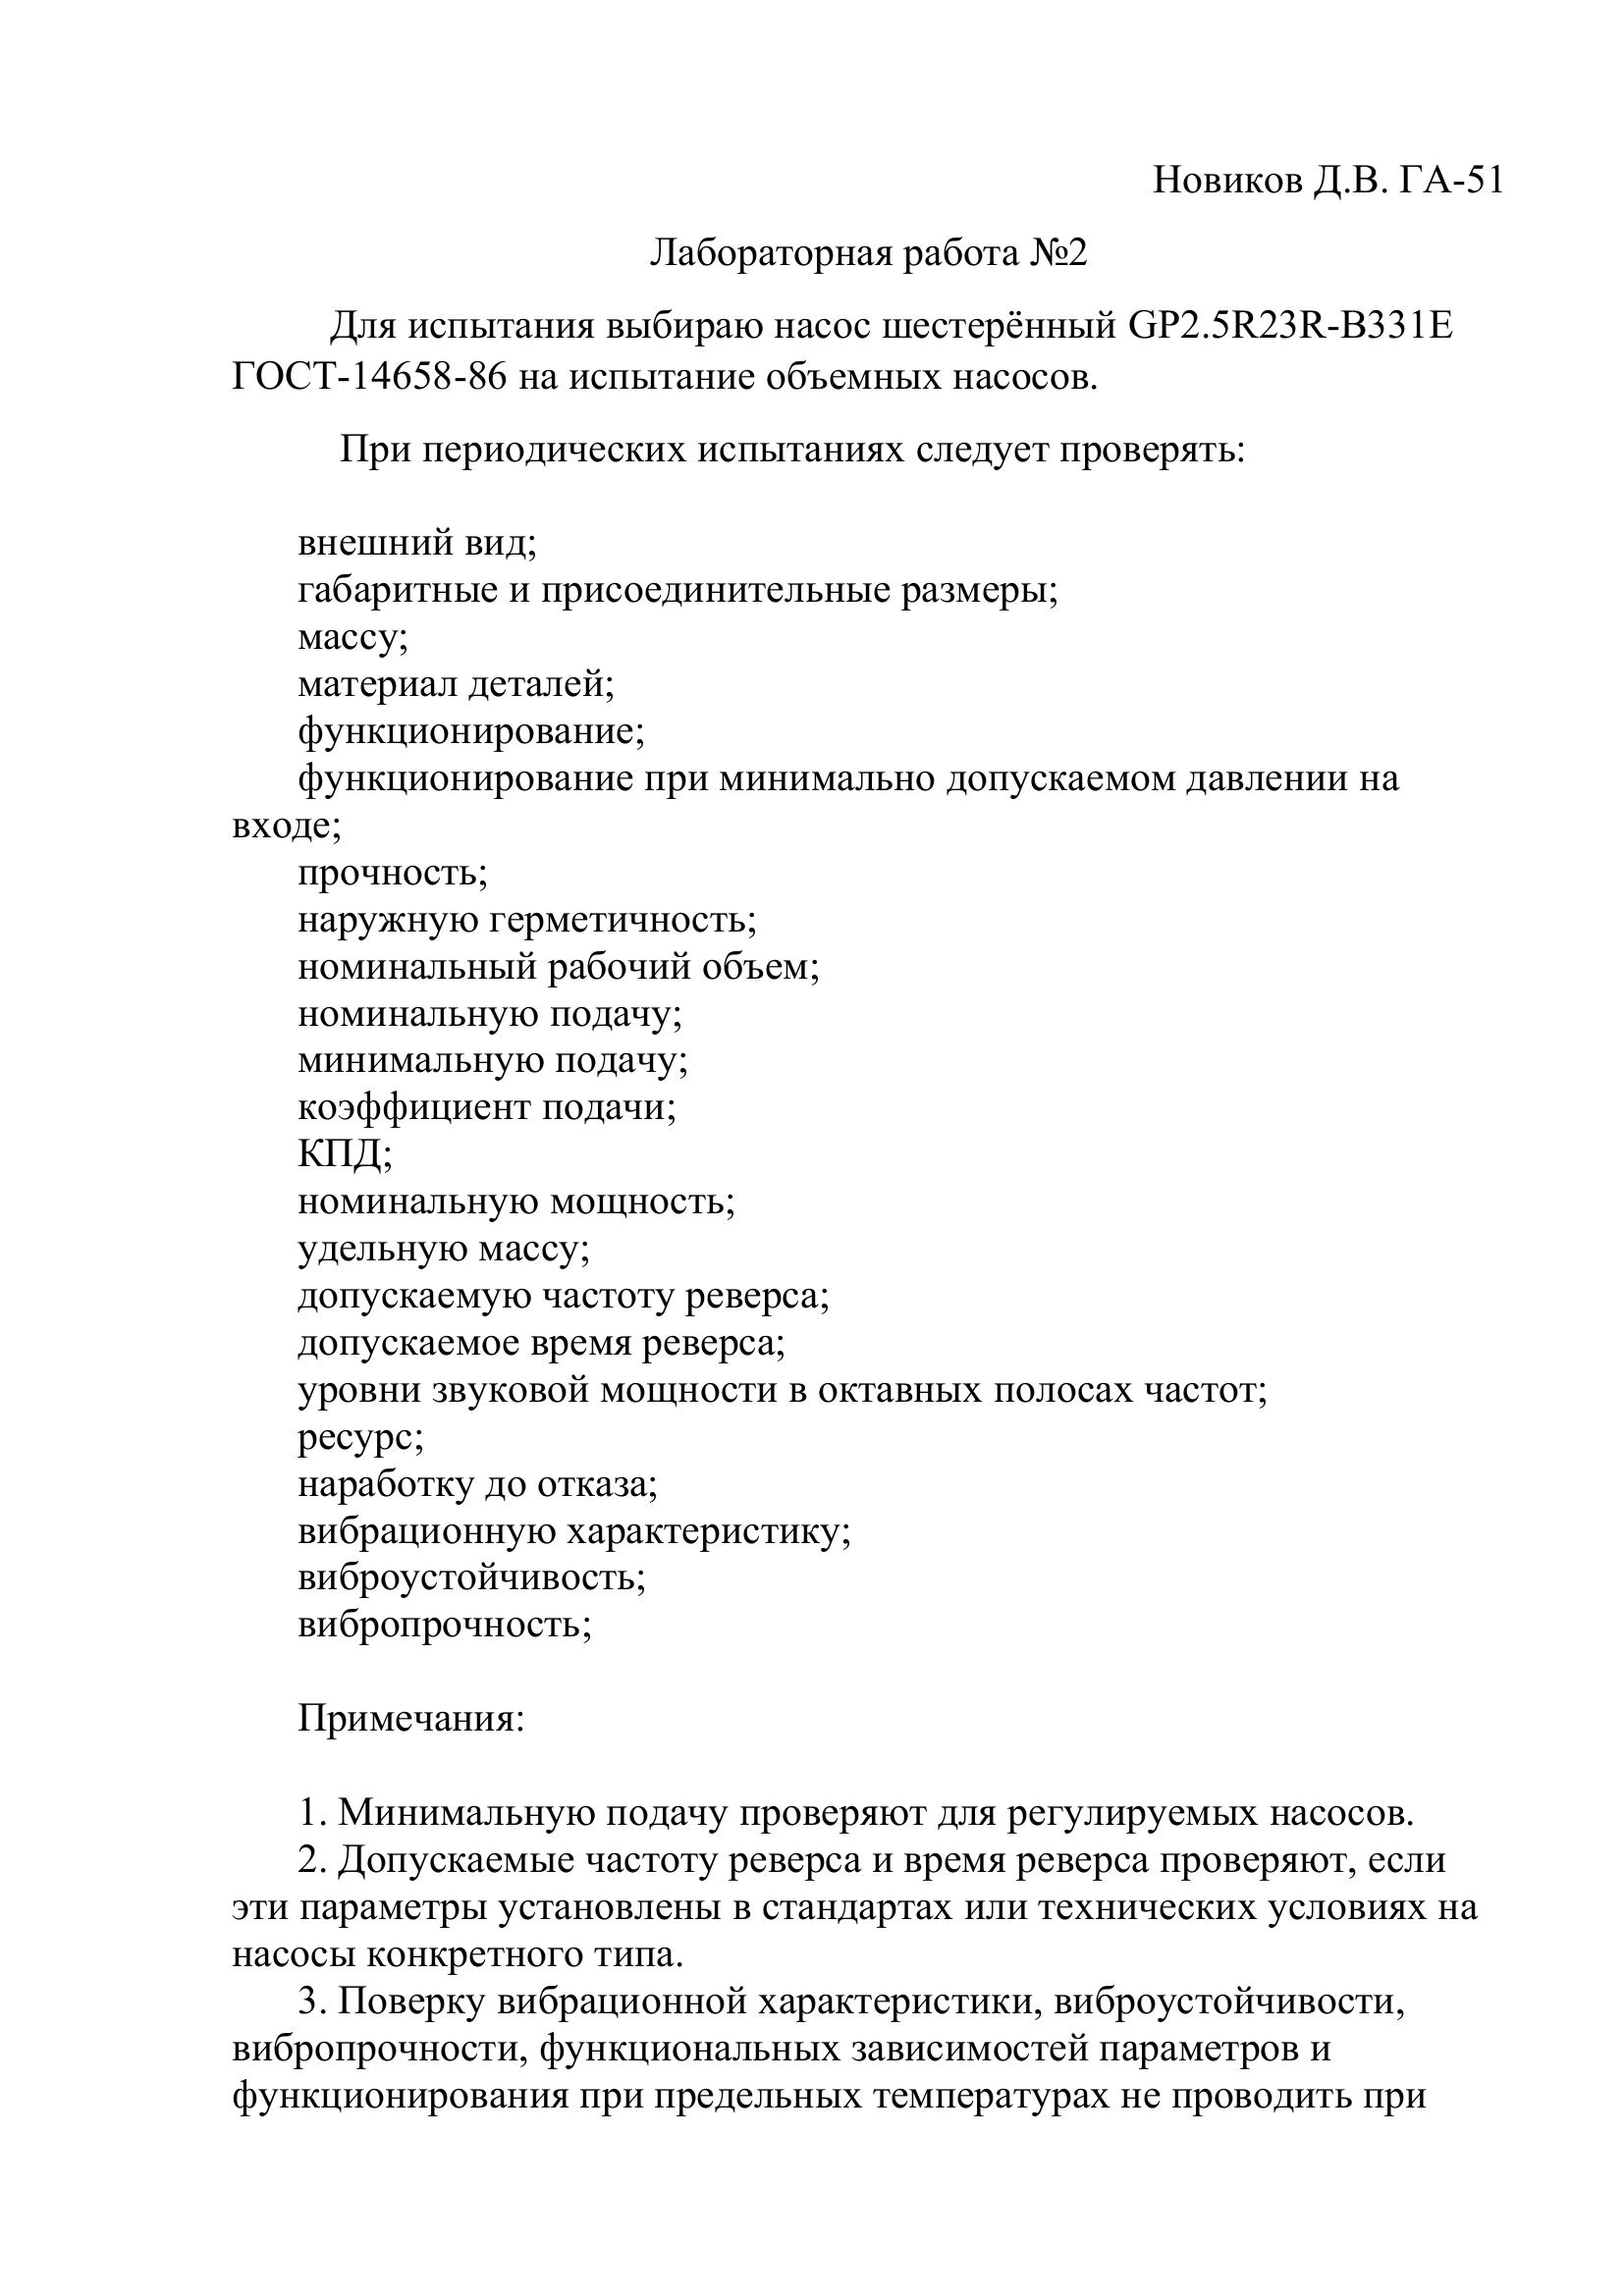 Новиков Д.В. ГА-51
Лабораторная работа №2
Для испытания выбираю насос шестерённый GP2.5R23R-B331E
ГОСТ-14658-86 на испытание объемных насосов.
При периодических испытаниях следует проверять:
внешний вид;
габаритные и присоединительные размеры;
массу;
материал деталей;
функционирование;
функционирование при минимально допускаемом давлении на
входе;
прочность;
наружную герметичность;
номинальный рабочий объем;
номинальную подачу;
минимальную подачу;
коэффициент подачи;
КПД;
номинальную мощность;
удельную массу;
допускаемую частоту реверса;
допускаемое время реверса;
уровни звуковой мощности в октавных полосах частот;
ресурс;
наработку до отказа;
вибрационную характеристику;
виброустойчивость;
вибропрочность;
Примечания:
1. Минимальную подачу проверяют для регулируемых насосов.
2. Допускаемые частоту реверса и время реверса проверяют, если
эти параметры установлены в стандартах или технических условиях на
насосы конкретного типа.
3. Поверку вибрационной характеристики, виброустойчивости,
вибропрочности, функциональных зависимостей параметров и
функционирования при предельных температурах не проводить при